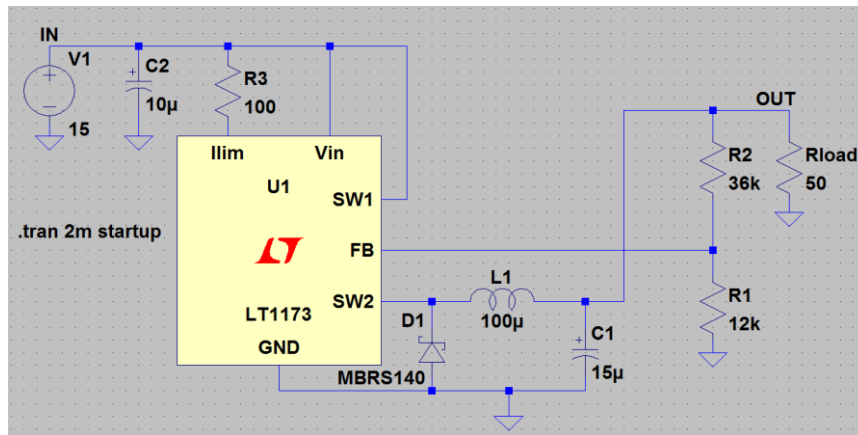 IN
V1
15
C2
10µ
R3
100
Ilim
Vin
U1
SW1
FB
SW2
LT1173
GND
.tran 2m startup
D1
MBRS140
L1
100µ
C1
15µ
OUT
R2
36k
Rload
50
R1
12k